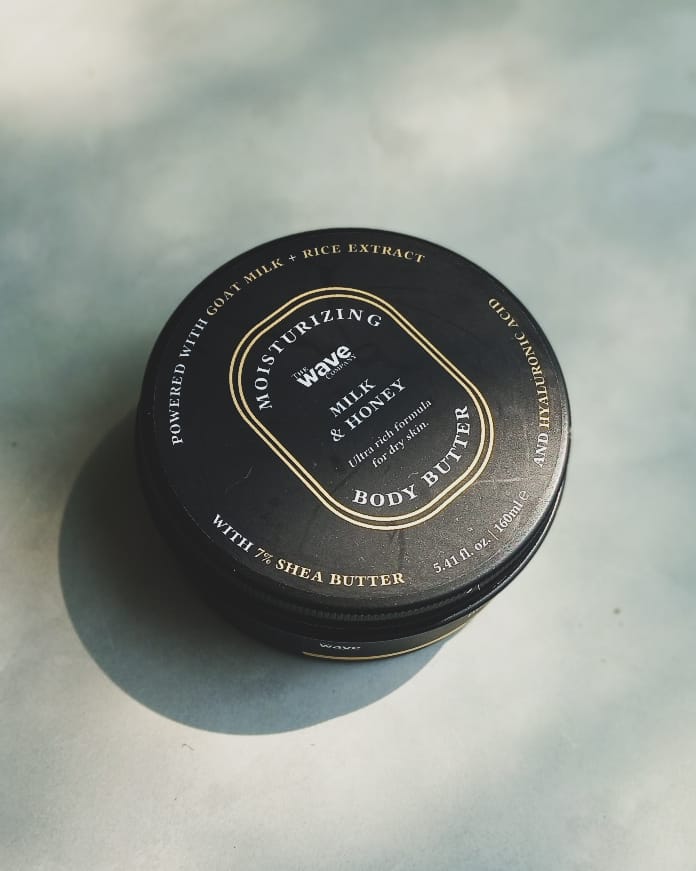 POWERED WITH GOAT MILK + RICE EXTRACT
AND HYALURONIC ACID
MOISTURIZING
THE
wave
COMPANY
MILK
& HONEY
Ultra rich formula
for dry skin.
BODY BUTTER
WITH 7% SHEA BUTTER
5.41 fl. oz. | 160ml ℮
wave